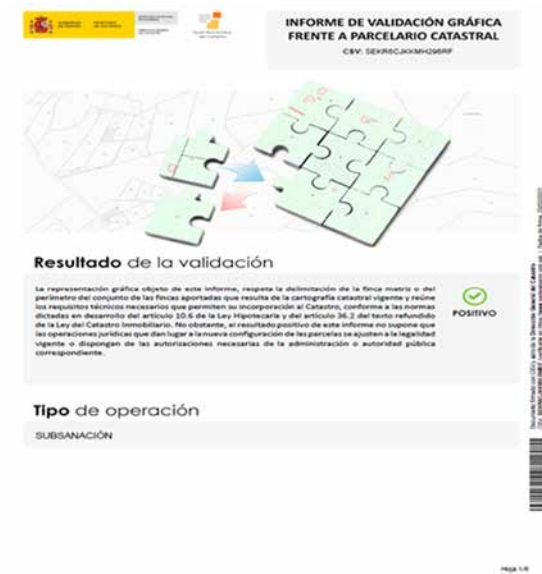 INFORME DE VALIDACIÓN GRÁFICA
FRENTE A PARCELARIO CATASTRAL
CSV:
Resultado de la validación
La representación gráfica objeto de este informe, respeta la delimitación de la finca matriz o del
perímetro del conjunto de las fincas aportadas que resulta de la cartografía catastral vigente y reúne
los requisitos técnicos necesarios que permiten su incorporación al Catastro, conforme a las normas
dictadas en desarrollo del artículo 10.6 de la Ley Hipotecaria y del artículo 36.2 del texto refundido
de la Ley del Catastro Inmobiliario. No obstante, el resultado positivo de este informe no supone que
las operaciones jurídicas que dan lugar a la nueva configuración de las parcelas se ajusten a la legalidad
vigente o dispongan de las autorizaciones necesarias de la administración o autoridad pública
correspondiente.
POSITIVO
Tipo de operación
SUBSANACIÓN
Hoja 1/6